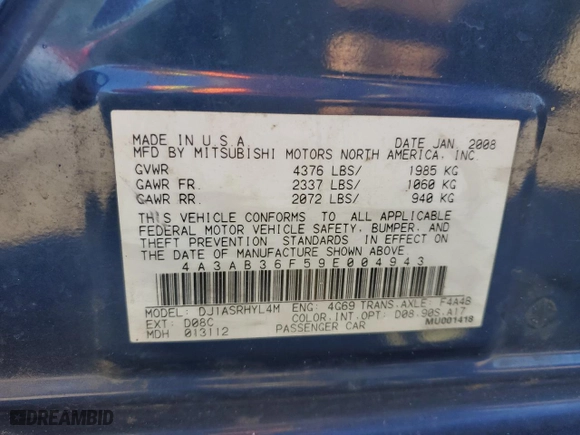 MADE IN U.S.A. DATE JAN 2008
MFD BY MITSUBISHI MOTORS NORTH AMERICA, INC
GVWR 4376 LBS/ 1985 KG
GAWR FR. 2337 LBS/ 1060 KG
GAWR RR. 2072 LBS/ 940 KG
THIS VEHICLE CONFORMS TO ALL APPLICABLE
FEDERAL MOTOR VEHICLE SAFETY, BUMPER, AND
THEFT PREVENTION STANDARDS IN EFFECT ON
THE DATE OF MANUFACTURE SHOWN ABOVE
4A3AB36F59E004943
MODEL: DJ1ASRHYL4M ENG: 4G69 TRANS.AXLE: F4A4B
EXT: D08C COLOR.INT.OPT: D08.90S.A17
MDH 013112 PASSENGER CAR MU001418
DREAMBID